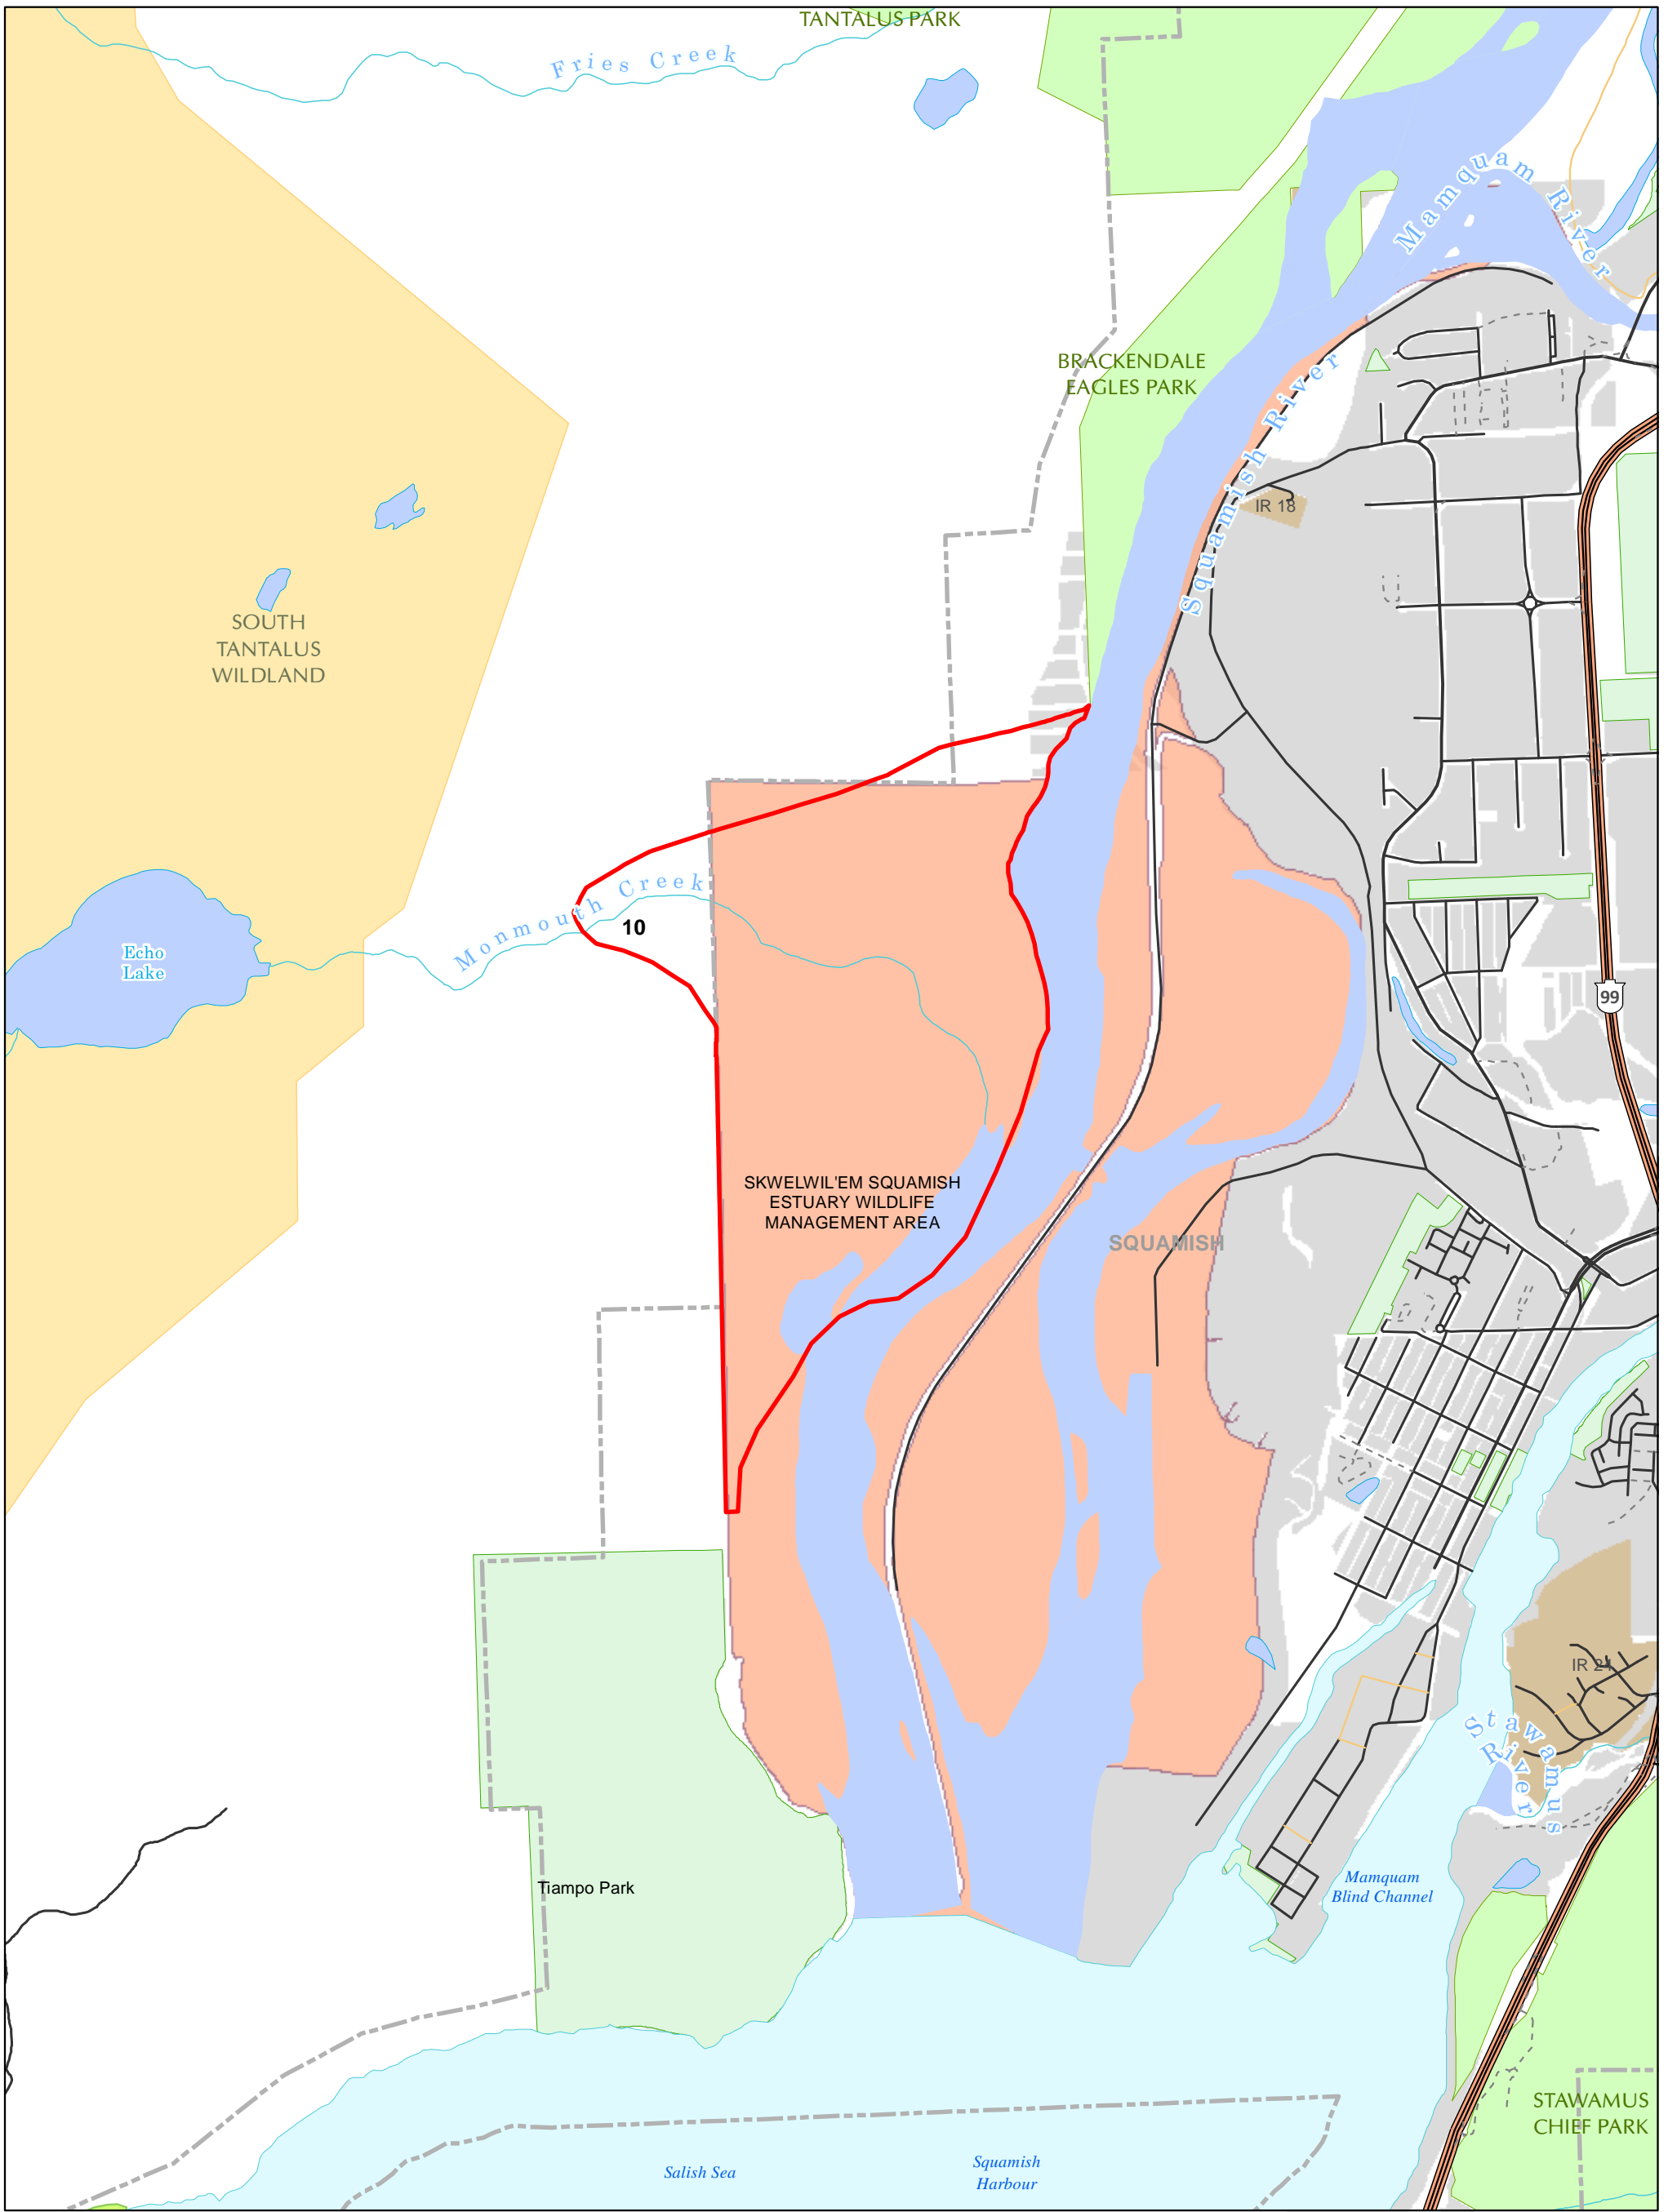 TANTALUS PARK
Fries Creek
Mamquam River
BRACKENDALE
EAGLES PARK
Squamish River
IR 18
SOUTH
TANTALUS
WILDLAND
Monmouth Creek
10
Echo
Lake
99
SKWELWIL'EM SQUAMISH
ESTUARY WILDLIFE
MANAGEMENT AREA
SQUAMISH
IR 24
Stawamus
River
Tiampo Park
Mamquam
Blind Channel
STAWAMUS
CHIEF PARK
Salish Sea
Squamish
Harbour